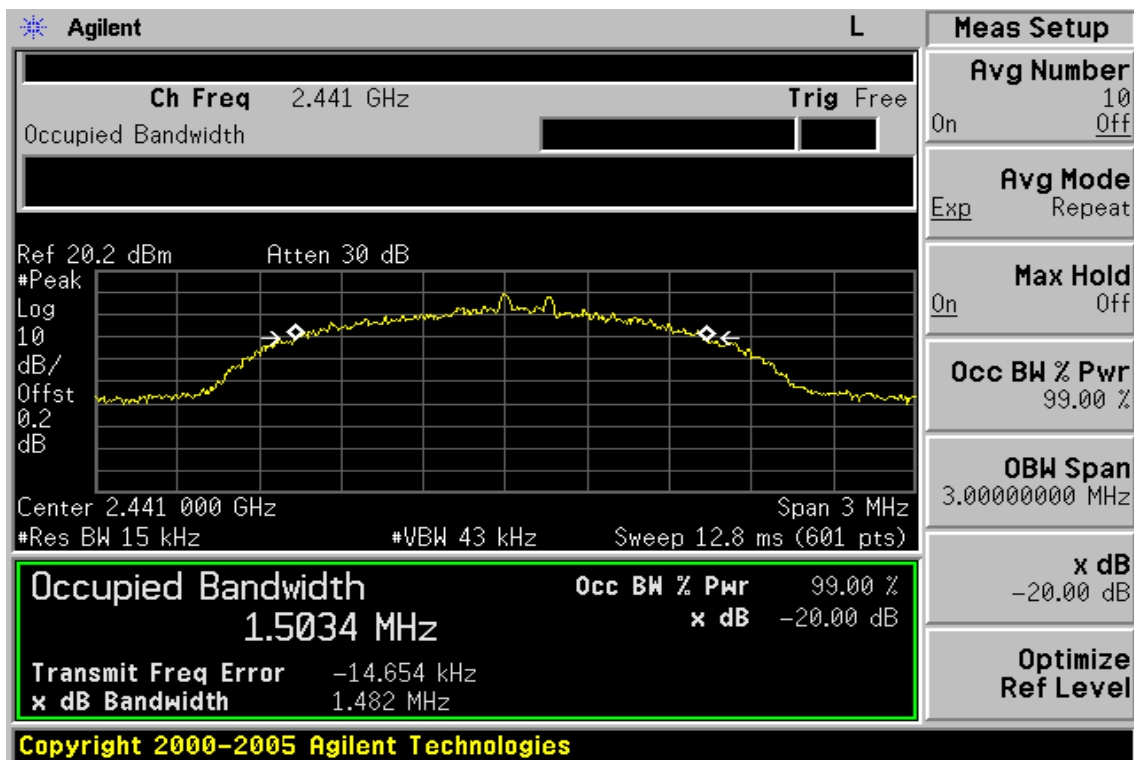 Agilent L Meas Setup
Ch Freq 2.441 GHz Trig Free
Occupied Bandwidth
Avg Number
10
On Off
Avg Mode
Exp Repeat
Max Hold
On Off
Occ BW % Pwr
99.00 %
OBW Span
3.00000000 MHz
x dB
-20.00 dB
Optimize
Ref Level
Ref 20.2 dBm Atten 30 dB
#Peak
Log
10
dB/
Offst
0.2
dB
Center 2.441 000 GHz Span 3 MHz
#Res BW 15 kHz #VBW 43 kHz Sweep 12.8 ms (601 pts)
Occupied Bandwidth Occ BW % Pwr 99.00 %
1.5034 MHz x dB -20.00 dB
Transmit Freq Error -14.654 kHz
x dB Bandwidth 1.482 MHz
Copyright 2000-2005 Agilent Technologies